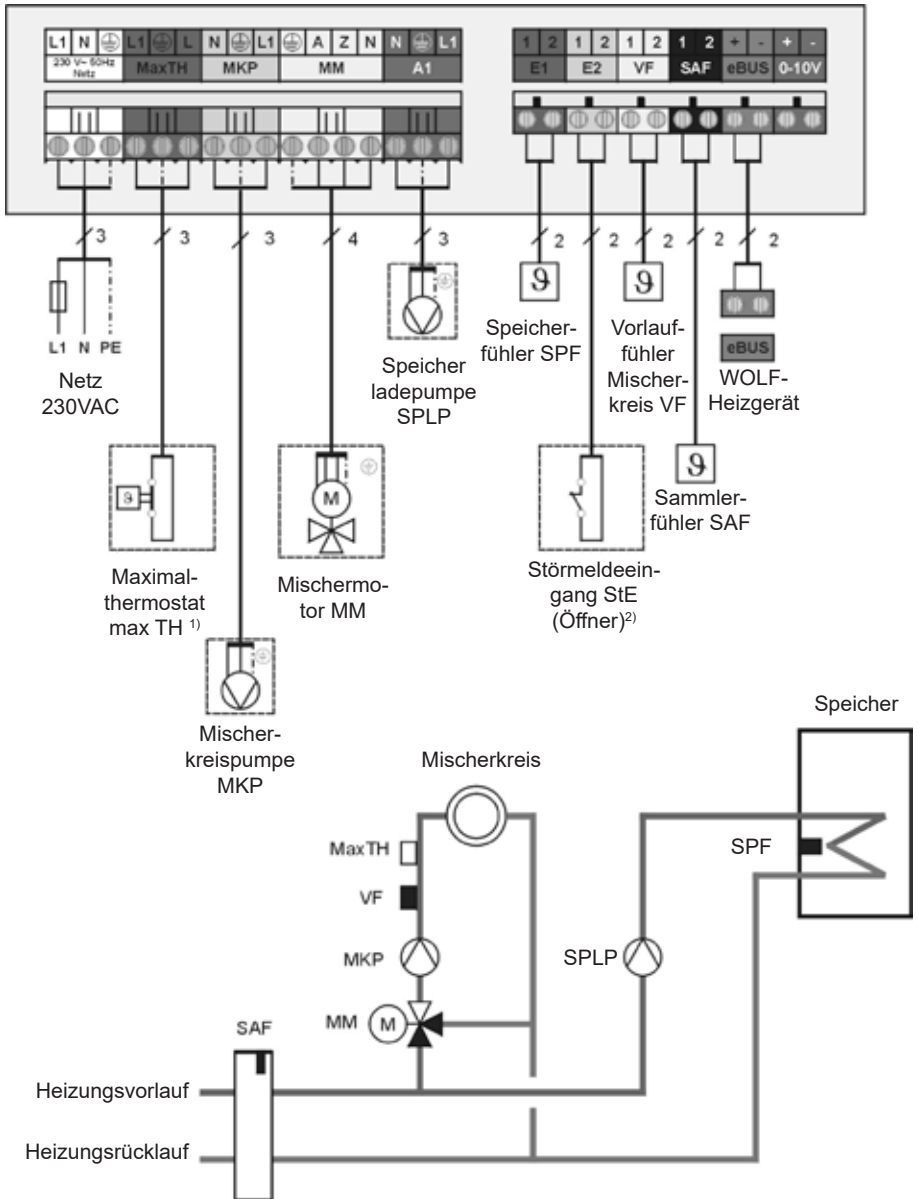 L1 N L1 L N L1 A Z N N L1 1 2 1 2 1 2 1 2 + - + -
230 V~ 50Hz
Netz
MaxTH MKP MM A1 E1 E2 VF SAF eBUS 0-10V
3 3 3 4 3 2 2 2 2 2
ϑ ϑ
L1 N PE
Netz
230VAC
Speicher
ladepumpe
SPLP
Speicher-
fühler SPF
Vorlauf-
fühler
Mischer-
kreis VF
eBUS
WOLF-
Heizgerät
ϑ
Maximal-
thermostat
max TH 1)
M
Mischermo-
tor MM
Störmeldeein-
gang StE
(Öffner)2)
ϑ
Sammler-
fühler SAF
Mischer-
kreispumpe
MKP
Mischerkreis
Speicher
MaxTH
SPF
VF
MKP
SPLP
MM M
SAF
Heizungsvorlauf
Heizungsrücklauf